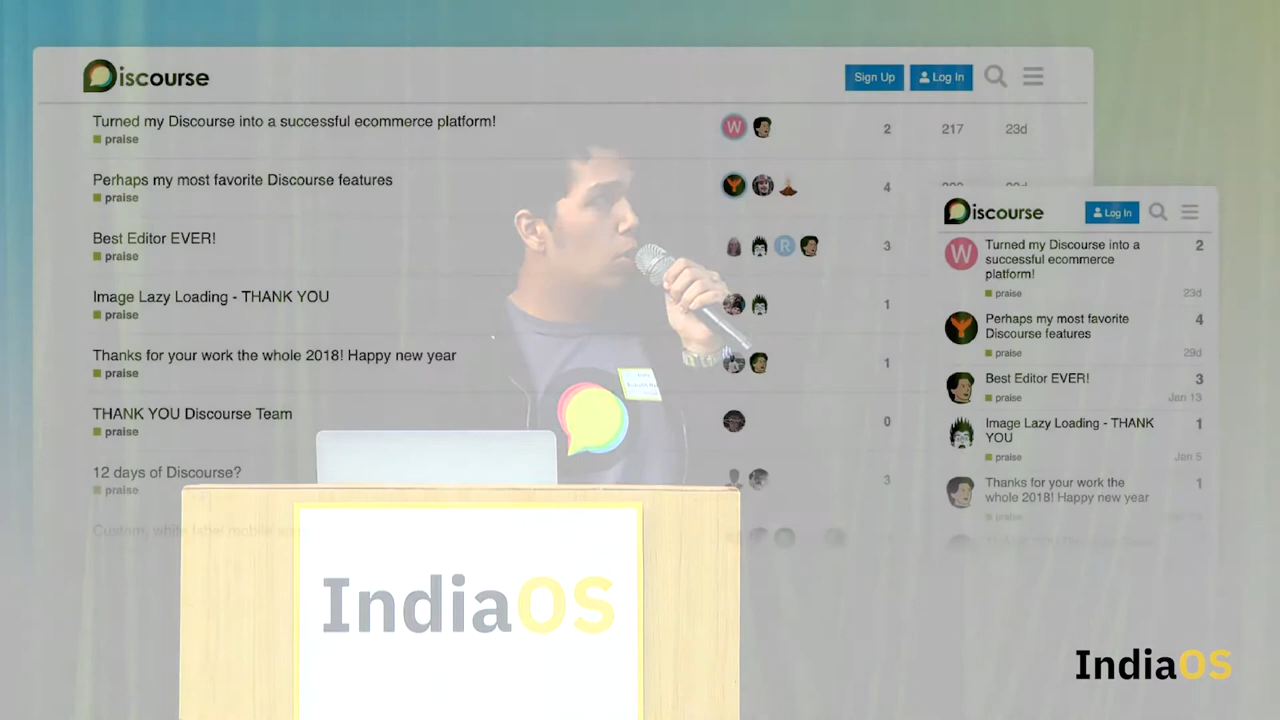 Discourse
Sign Up
Log In
Turned my Discourse into a successful ecommerce platform!
praise
2
217
23d
Perhaps my most favorite Discourse features
praise
4
Best Editor EVER!
praise
3
Image Lazy Loading - THANK YOU
praise
1
Thanks for your work the whole 2018! Happy new year
praise
1
THANK YOU Discourse Team
praise
0
12 days of Discourse?
praise
3
Custom, white label mobile
Discourse
Log In
W
Turned my Discourse into a
successful ecommerce
platform!
2
praise
23d
Perhaps my most favorite
Discourse features
4
praise
29d
Best Editor EVER!
3
praise
Jan 13
Image Lazy Loading - THANK
YOU
1
praise
Jan 5
Thanks for your work the
whole 2018! Happy new year
1
praise
W
R
IndiaOS
IndiaOS